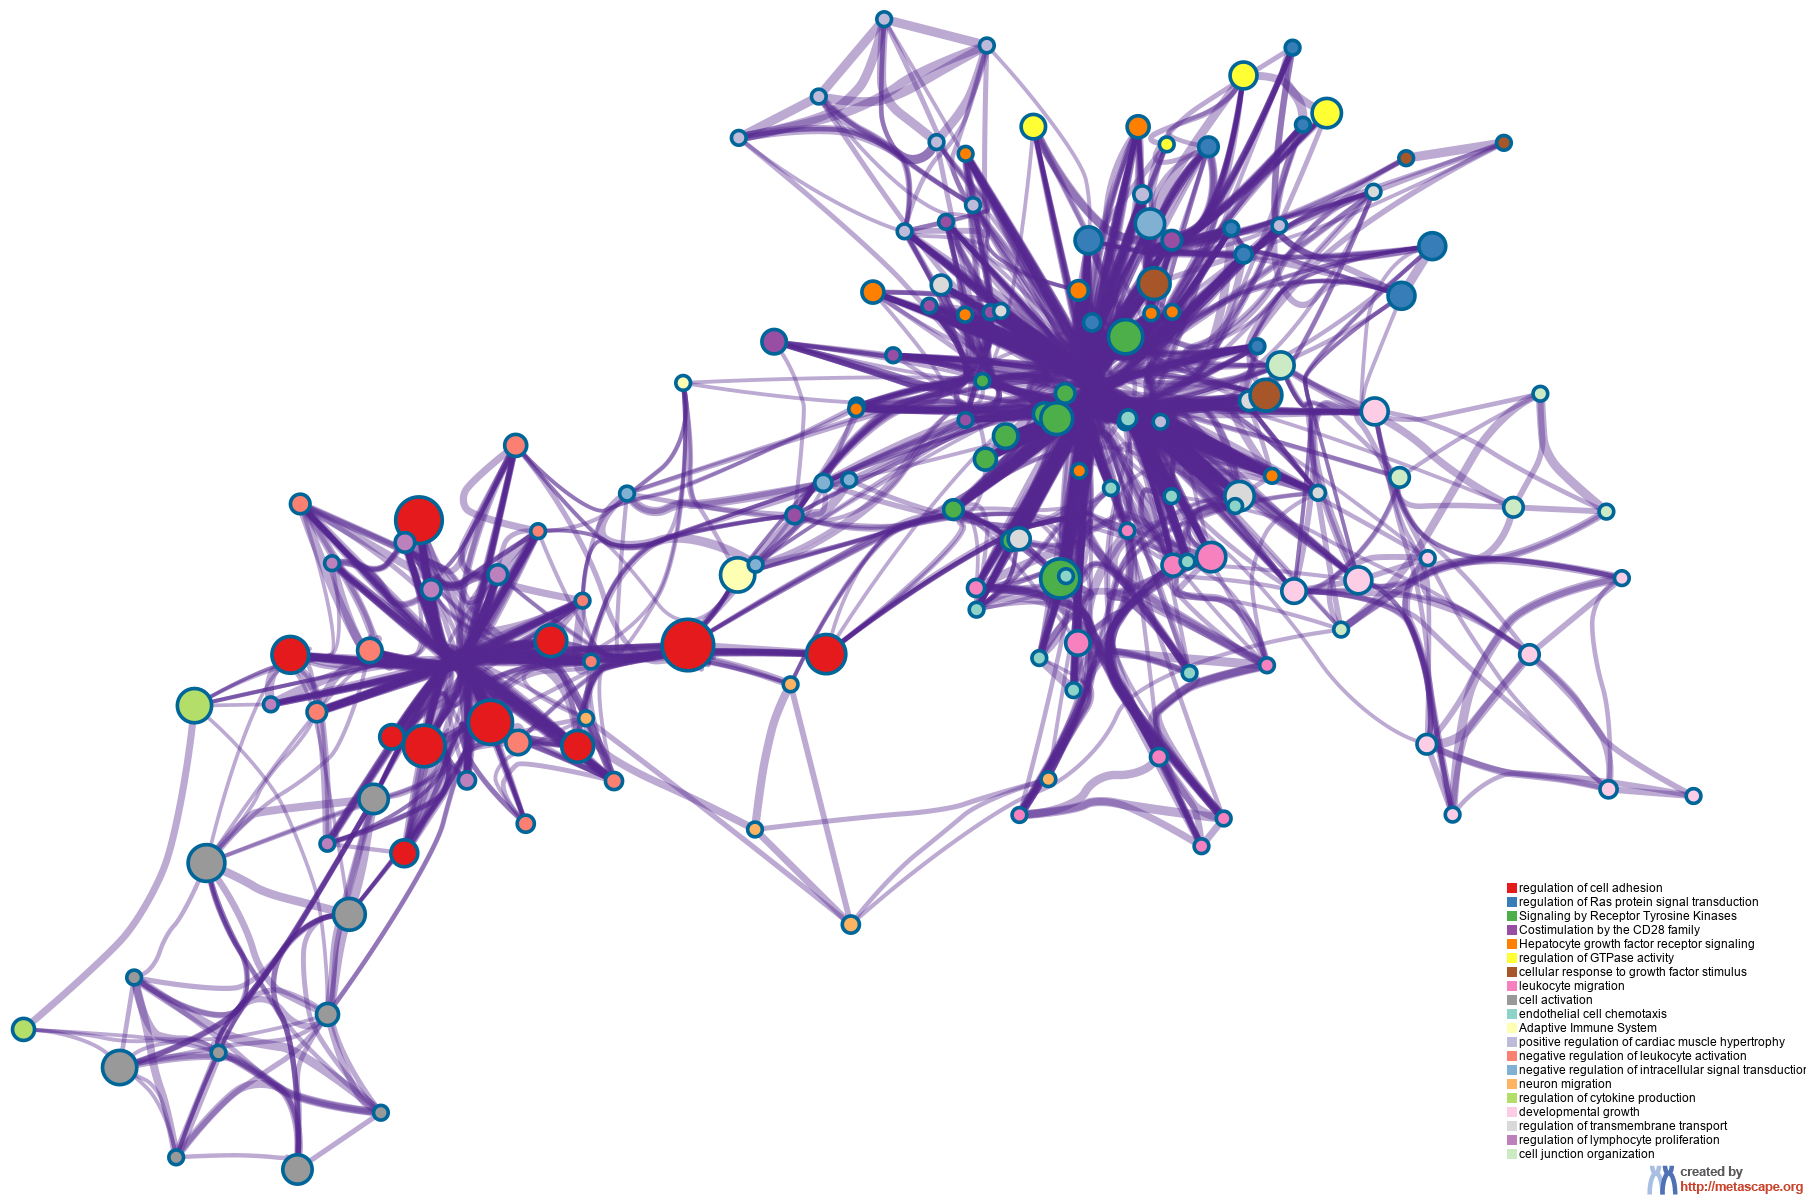 regulation of cell adhesion
regulation of Ras protein signal transduction
Signaling by Receptor Tyrosine Kinases
Costimulation by the CD28 family
Hepatocyte growth factor receptor signaling
regulation of GTPase activity
cellular response to growth factor stimulus
leukocyte migration
cell activation
endothelial cell chemotaxis
Adaptive Immune System
positive regulation of cardiac muscle hypertrophy
negative regulation of leukocyte activation
negative regulation of intracellular signal transduction
neuron migration
regulation of cytokine production
developmental growth
regulation of transmembrane transport
regulation of lymphocyte proliferation
cell junction organization
created by
http://metascape.org